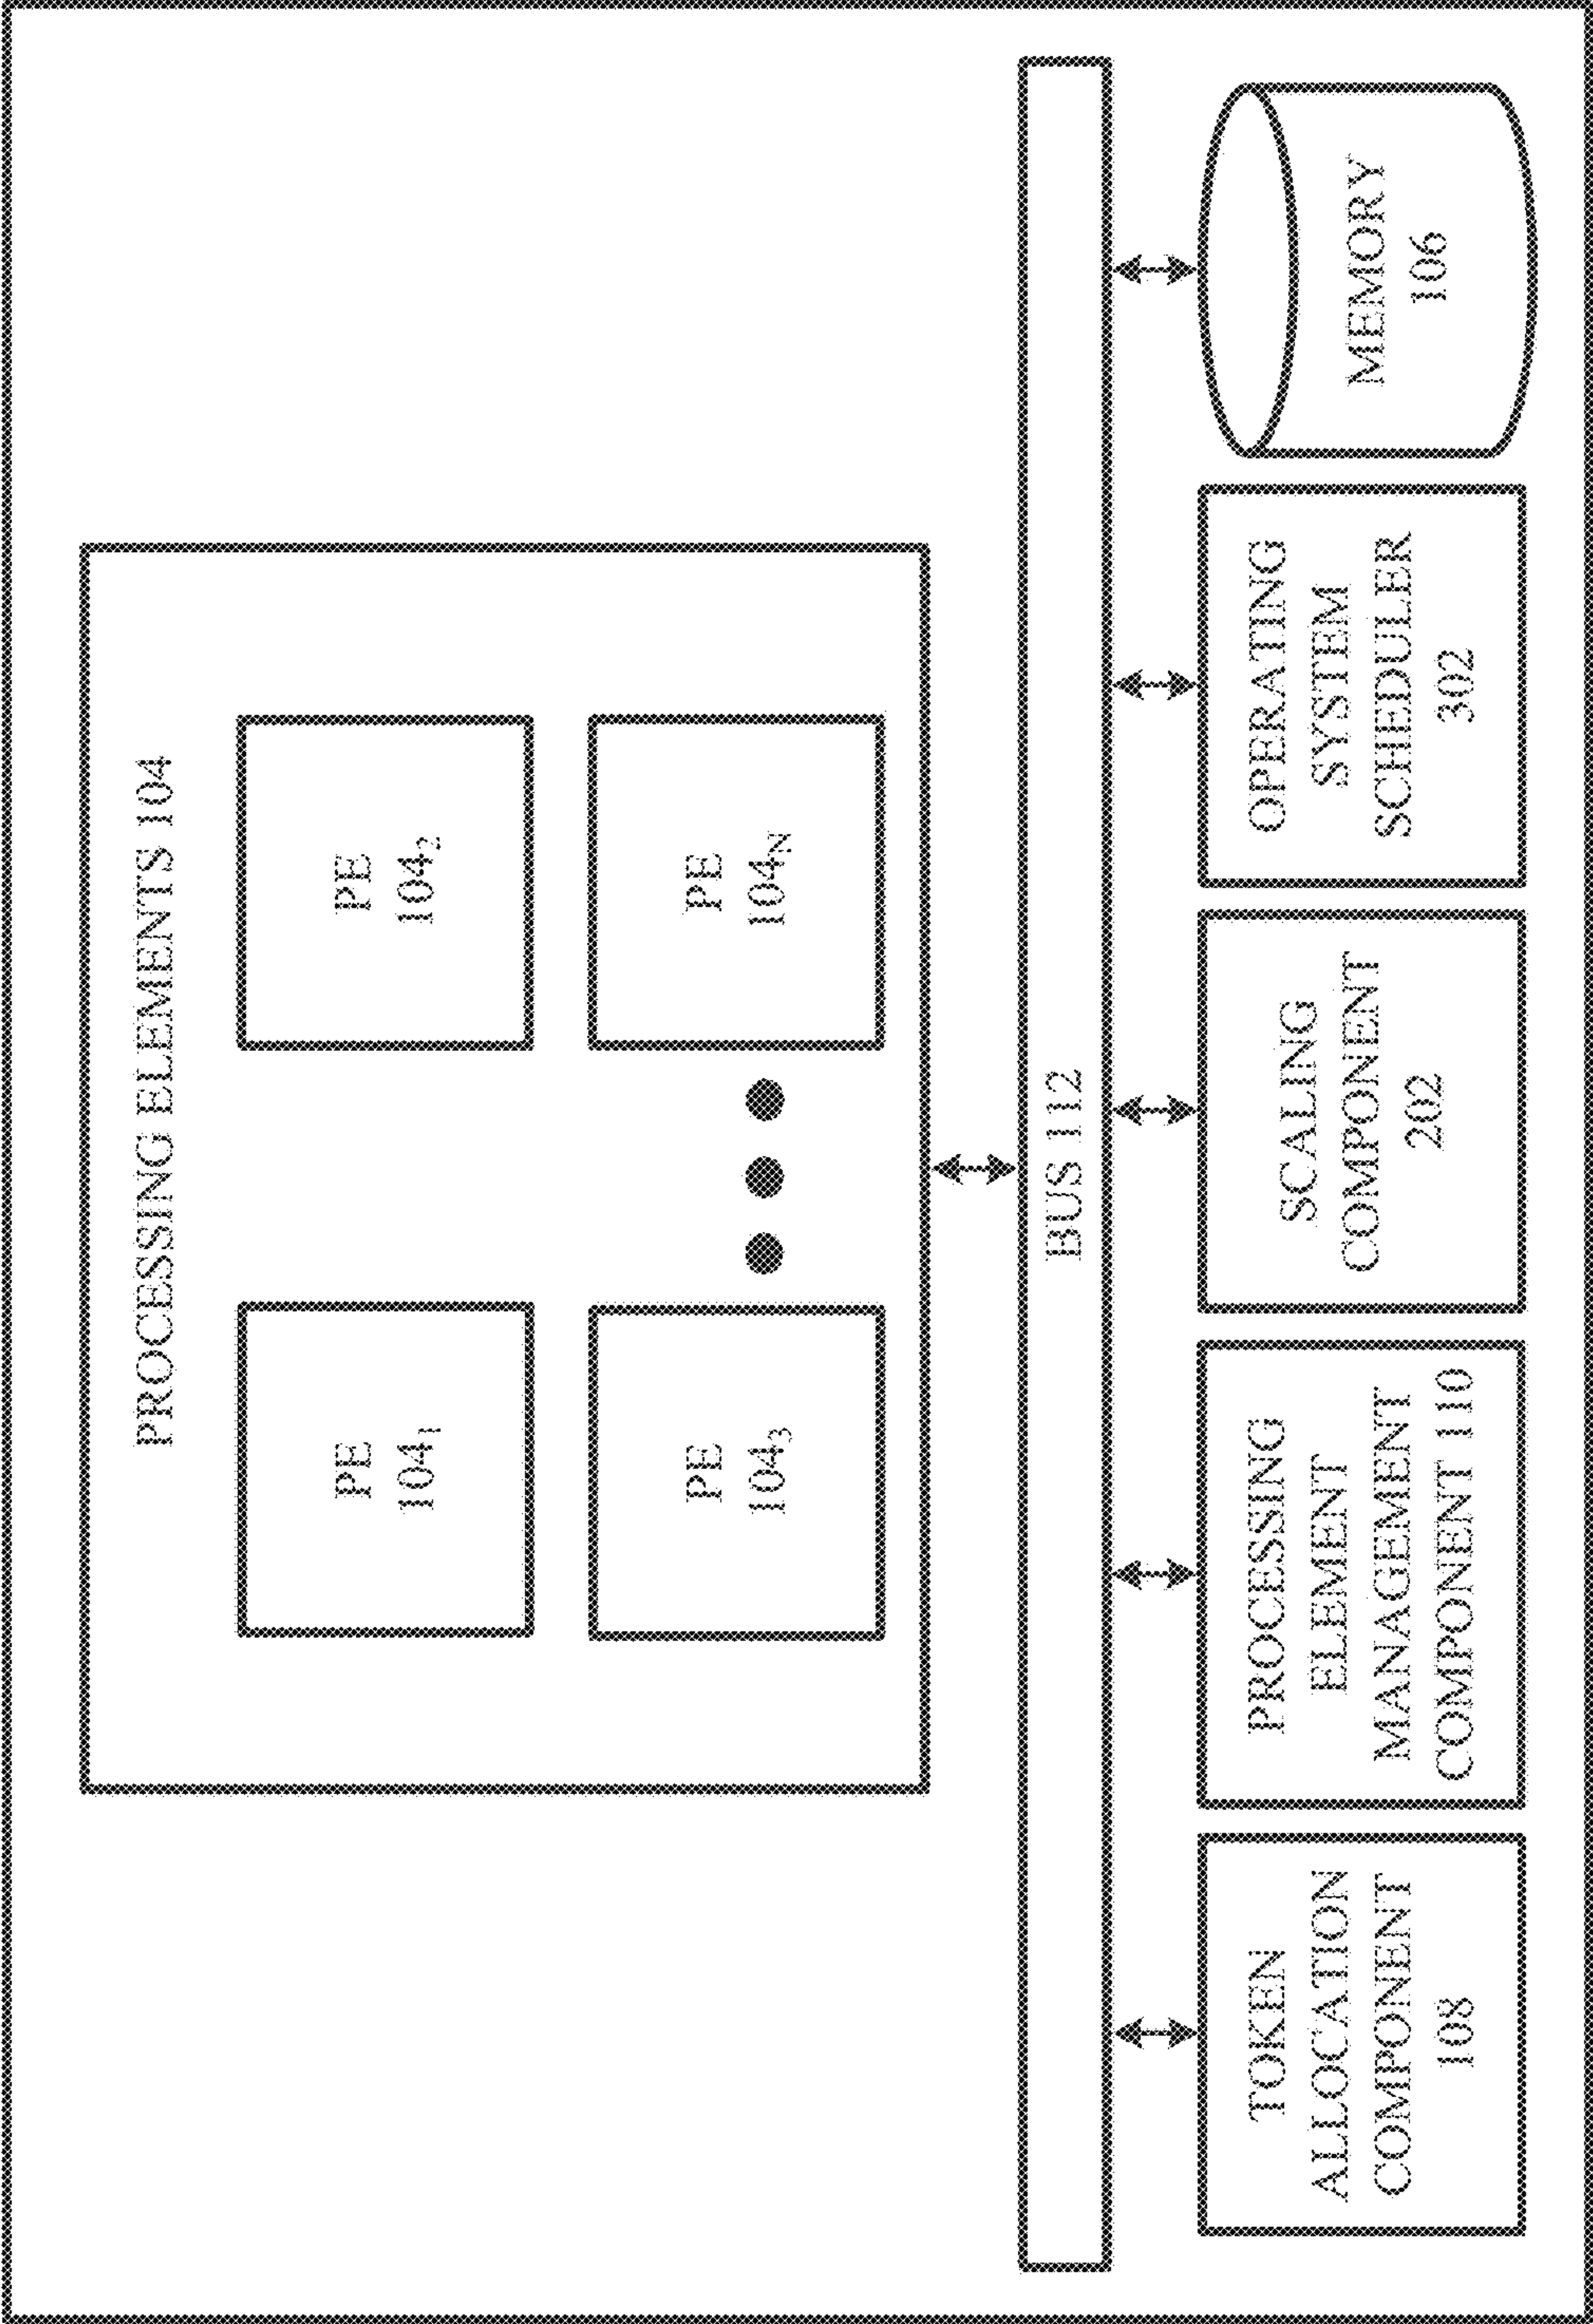 PROCESSING ELEMENTS 104
PE
104₁
PE
104₂
PE
104₃
PE
104N
BUS 112
TOKEN
ALLOCATION
COMPONENT
108
PROCESSING
ELEMENT
MANAGEMENT
COMPONENT 110
SCALING
COMPONENT
202
OPERATING
SYSTEM
SCHEDULER
302
MEMORY
106